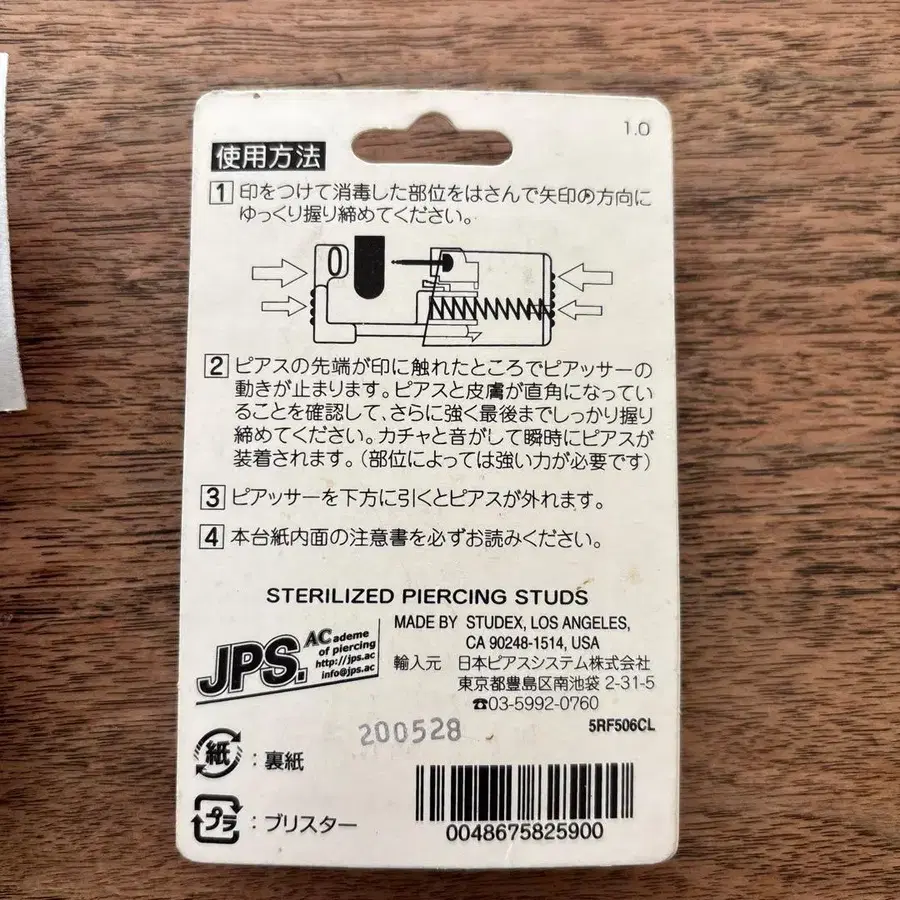 1.0
使用方法
1 印をつけて消毒した部位をはさんで矢印の方向に
ゆっくり握り締めてください。
2 ピアスの先端が印に触れたところでピアッサーの
動きが止まります。ピアスと皮膚が直角になってい
ることを確認して、さらに強く最後までしっかり握り
締めてください。カチャと音がして瞬時にピアスが
装着されます。(部位によっては強い力が必要です)
3 ピアッサーを下方に引くとピアスが外れます。
4 本台紙内面の注意書を必ずお読みください。
STERILIZED PIERCING STUDS
JPS.
ACademe
of piercing
http://jps.ac
info@jps.ac
MADE BY STUDEX, LOS ANGELES,
CA 90248-1514, USA
輸入元 日本ピアスシステム株式会社
東京都豊島区南池袋 2-31-5
☎03-5992-0760
5RF506CL
200528
紙:裏紙
プラ:ブリスター
0048675825900